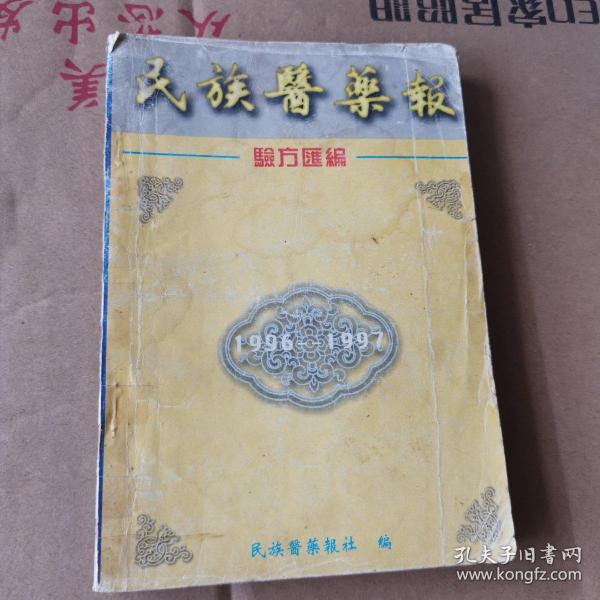 民族醫藥報
驗方匯編
1996—1997
民族醫藥報社 編
孔夫子旧书网
www.kongfz.com